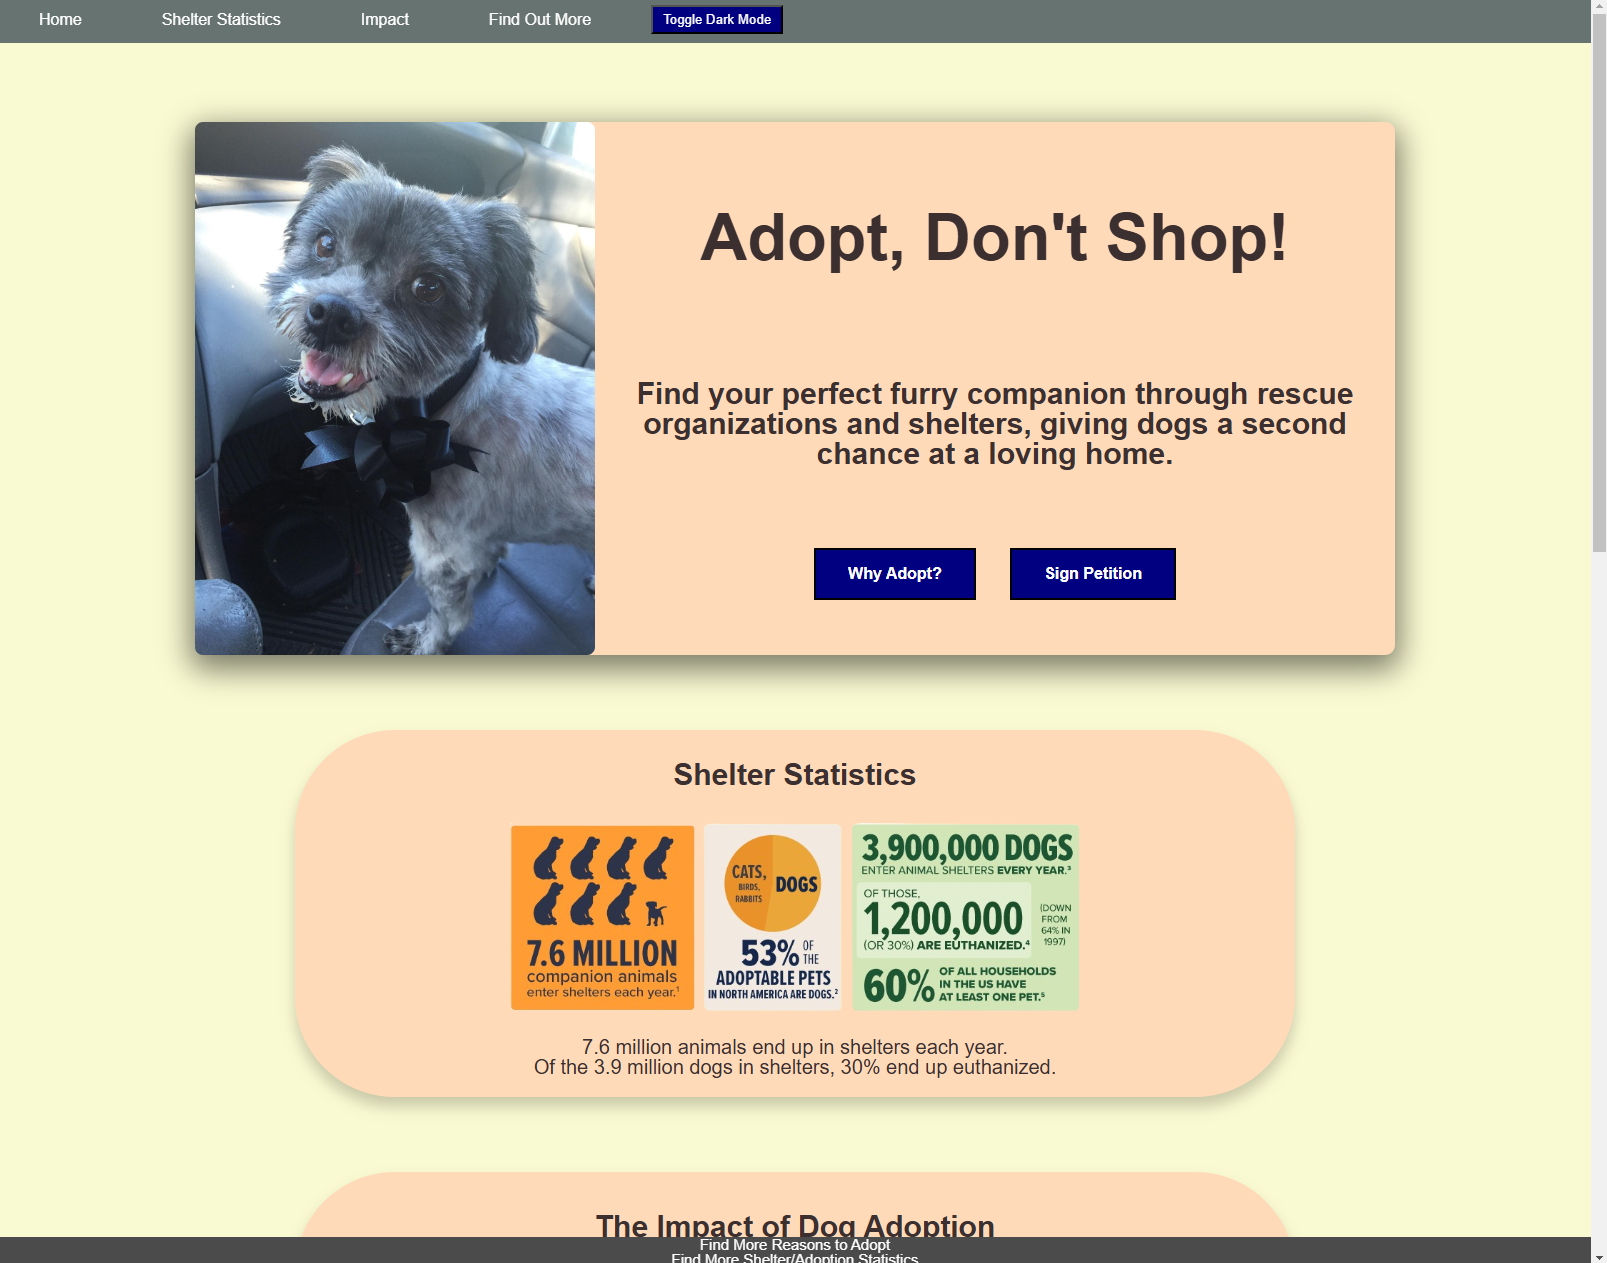 Home Shelter Statistics Impact Find Out More Toggle Dark Mode
Adopt, Don't Shop!
Find your perfect furry companion through rescue
organizations and shelters, giving dogs a second
chance at a loving home.
Why Adopt? Sign Petition
Shelter Statistics
7.6 MILLION
companion animals
enter shelters each year.¹
CATS,
BIRDS,
RABBITS
DOGS
53% OF
THE
ADOPTABLE PETS
IN NORTH AMERICA ARE DOGS.²
3,900,000 DOGS
ENTER ANIMAL SHELTERS EVERY YEAR.³
OF THOSE,
1,200,000
(OR 30%) ARE EUTHANIZED.⁴
(DOWN
FROM
64% IN
1997)
60% OF ALL HOUSEHOLDS
IN THE US HAVE
AT LEAST ONE PET.⁵
7.6 million animals end up in shelters each year.
Of the 3.9 million dogs in shelters, 30% end up euthanized.
The Impact of Dog Adoption
Find More Reasons to Adopt
Find More Shelter/Adoption Statistics